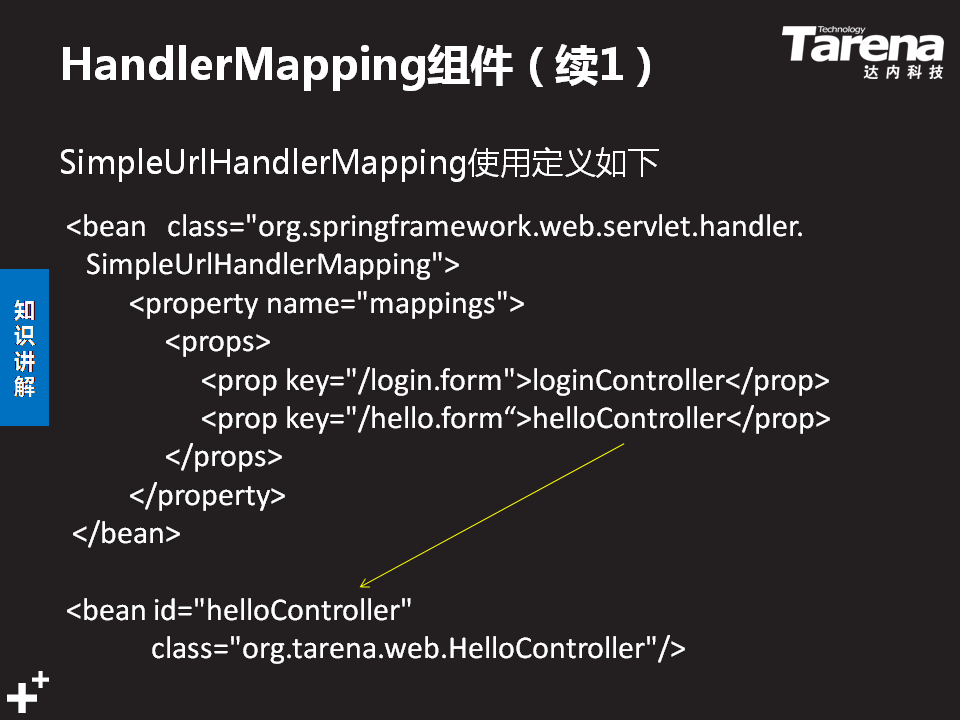 HandlerMapping组件（续1）
Technology
Tarena
达内科技
SimpleUrlHandlerMapping使用定义如下
<bean class="org.springframework.web.servlet.handler.
SimpleUrlHandlerMapping">
<property name="mappings">
<props>
<prop key="/login.form">loginController</prop>
<prop key="/hello.form“>helloController</prop>
</props>
</property>
</bean>
<bean id="helloController"
class="org.tarena.web.HelloController"/>
知识讲解